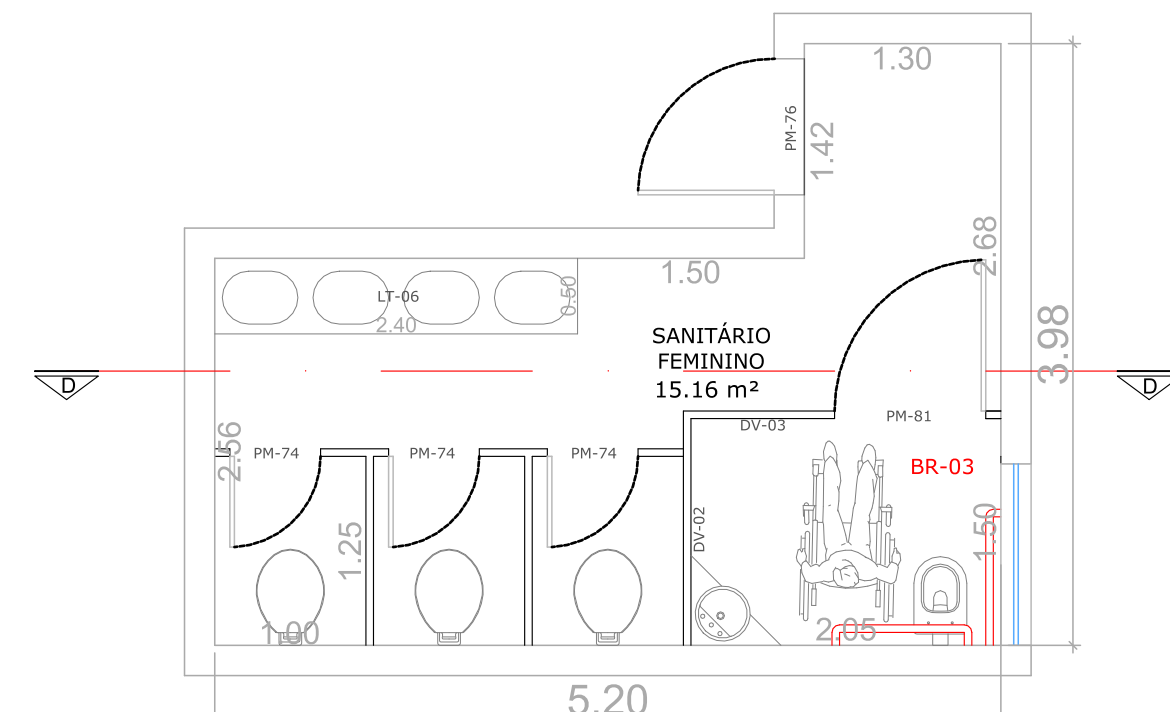 1.30
PM-76
1.42
2.68
1.50
LT-06
0.50
2.40
SANITÁRIO
FEMININO
15.16 m²
3.98
D
D
DV-03
PM-81
2.56
PM-74
PM-74
PM-74
BR-03
DV-02
1.25
1.50
1.00
2.05
5.20